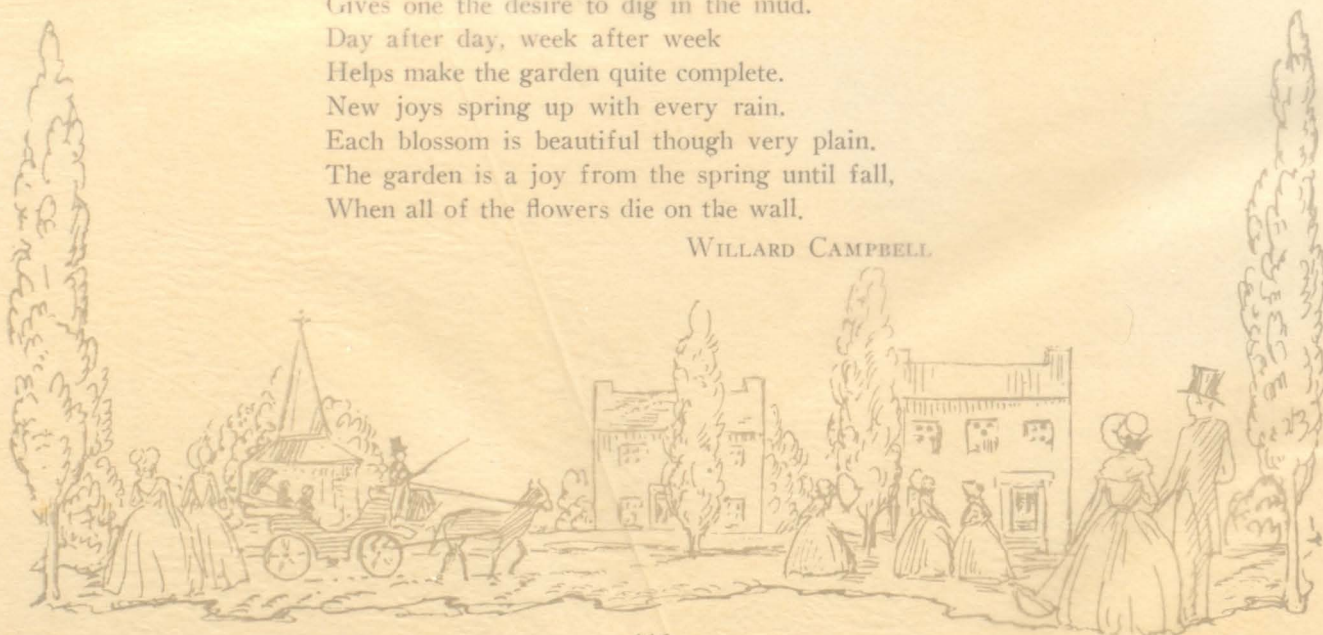 Gives one the desire to dig in the mud.
Day after day, week after week
Helps make the garden quite complete.
New joys spring up with every rain.
Each blossom is beautiful though very plain.
The garden is a joy from the spring until fall,
When all of the flowers die on the wall.
WILLARD CAMPBELL